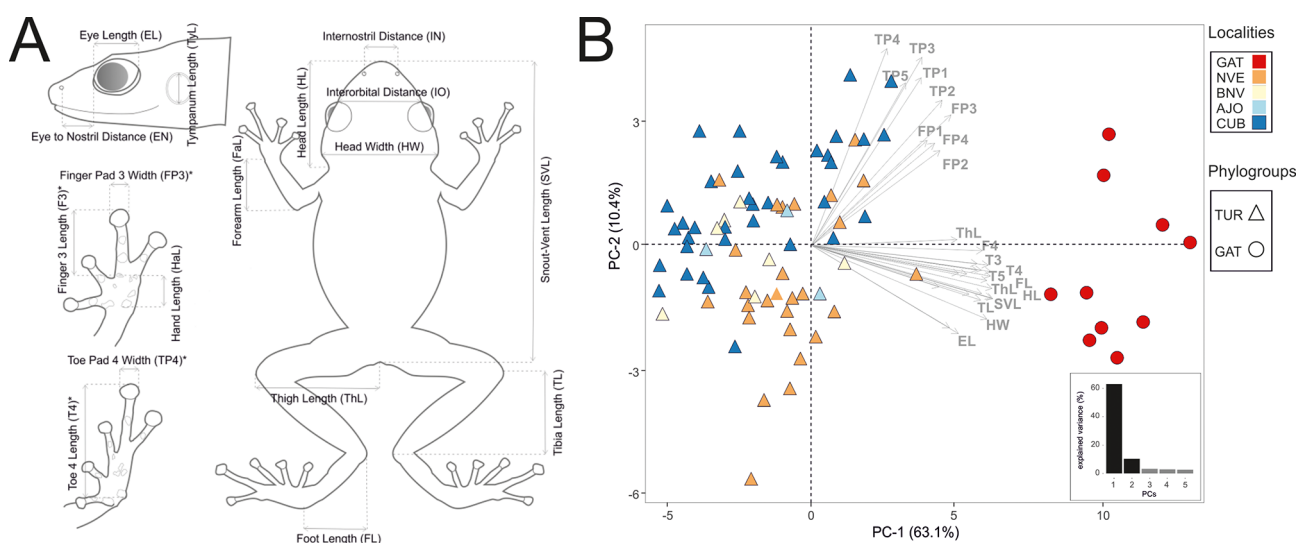 A
Eye Length (EL)
Tympanum Length (TyL)
Eye to Nostril Distance (EN)
Internostril Distance (IN)
Head Length (HL)
Interorbital Distance (IO)
Head Width (HW)
Forearm Length (FaL)
Snout-Vent Length (SVL)
Finger Pad 3 Width (FP3)*
Finger 3 Length (F3)*
Hand Length (HaL)
Toe Pad 4 Width (TP4)*
Toe 4 Length (T4)*
Thigh Length (ThL)
Tibia Length (TL)
Foot Length (FL)
B
PC-2 (10.4%)
3
0
-3
-6
-5
0
5
10
PC-1 (63.1%)
TP4
TP3
TP5
TP1
TP2
FP3
FP1
FP4
FP2
ThL
F4
T3
T5
T4
FL
ThL
HL
TL
SVL
HW
EL
explained variance (%)
60
40
20
0
1 2 3 4 5
PCs
Localities
GAT
NVE
BNV
AJO
CUB
Phylogroups
TUR
GAT